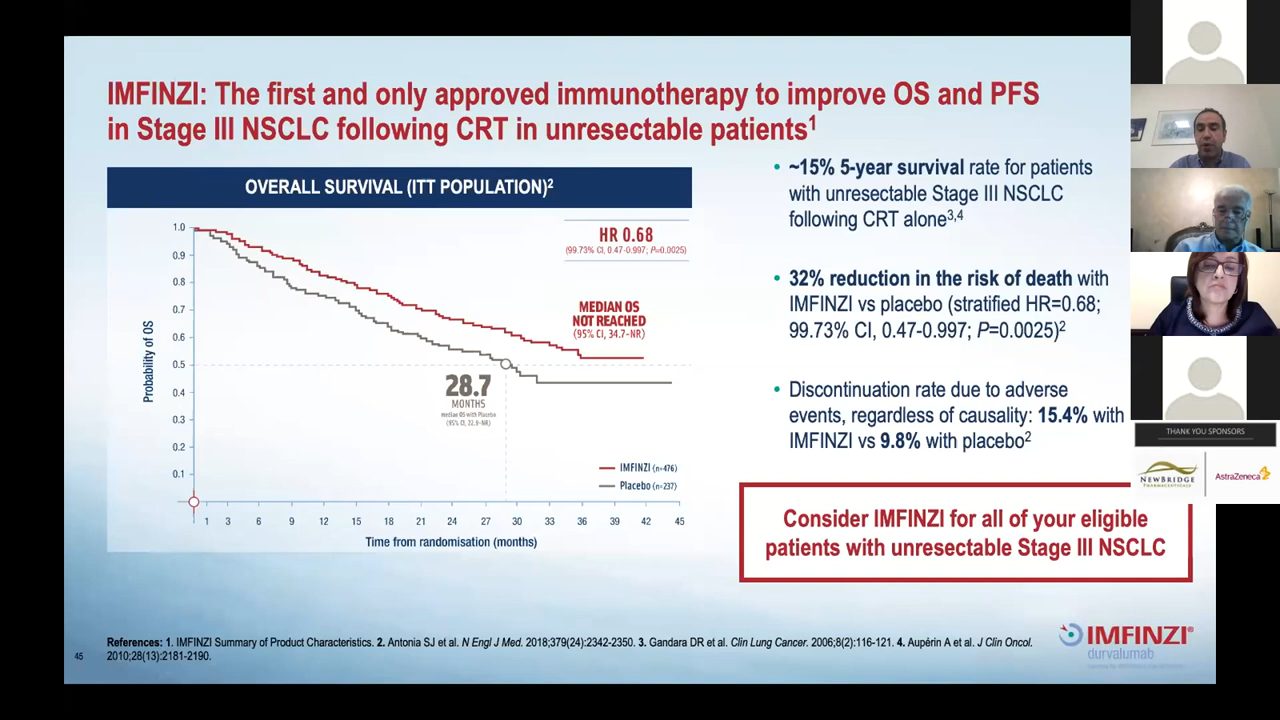 IMFINZI: The first and only approved immunotherapy to improve OS and PFS
in Stage III NSCLC following CRT in unresectable patients¹
OVERALL SURVIVAL (ITT POPULATION)²
1.0
0.9
0.8
0.7
0.6
0.5
0.4
0.3
0.2
0.1
Probability of OS
HR 0.68
(99.73% CI, 0.47-0.997; P=0.0025)
MEDIAN OS
NOT REACHED
(95% CI, 34.7-NR)
28.7
MONTHS
median OS with Placebo
(95% CI, 22.9-NR)
IMFINZI (n=476)
Placebo (n=237)
1 3 6 9 12 15 18 21 24 27 30 33 36 39 42 45
Time from randomisation (months)
• ~15% 5-year survival rate for patients
with unresectable Stage III NSCLC
following CRT alone³,⁴
• 32% reduction in the risk of death with
IMFINZI vs placebo (stratified HR=0.68;
99.73% CI, 0.47-0.997; P=0.0025)²
• Discontinuation rate due to adverse
events, regardless of causality: 15.4% with
IMFINZI vs 9.8% with placebo²
Consider IMFINZI for all of your eligible
patients with unresectable Stage III NSCLC
THANK YOU SPONSORS
NEWBRIDGE
PHARMACEUTICALS
AstraZeneca
References: 1. IMFINZI Summary of Product Characteristics. 2. Antonia SJ et al. N Engl J Med. 2018;379(24):2342-2350. 3. Gandara DR et al. Clin Lung Cancer. 2006;8(2):116-121. 4. Aupérin A et al. J Clin Oncol.
2010;28(13):2181-2190.
45
IMFINZI®
durvalumab